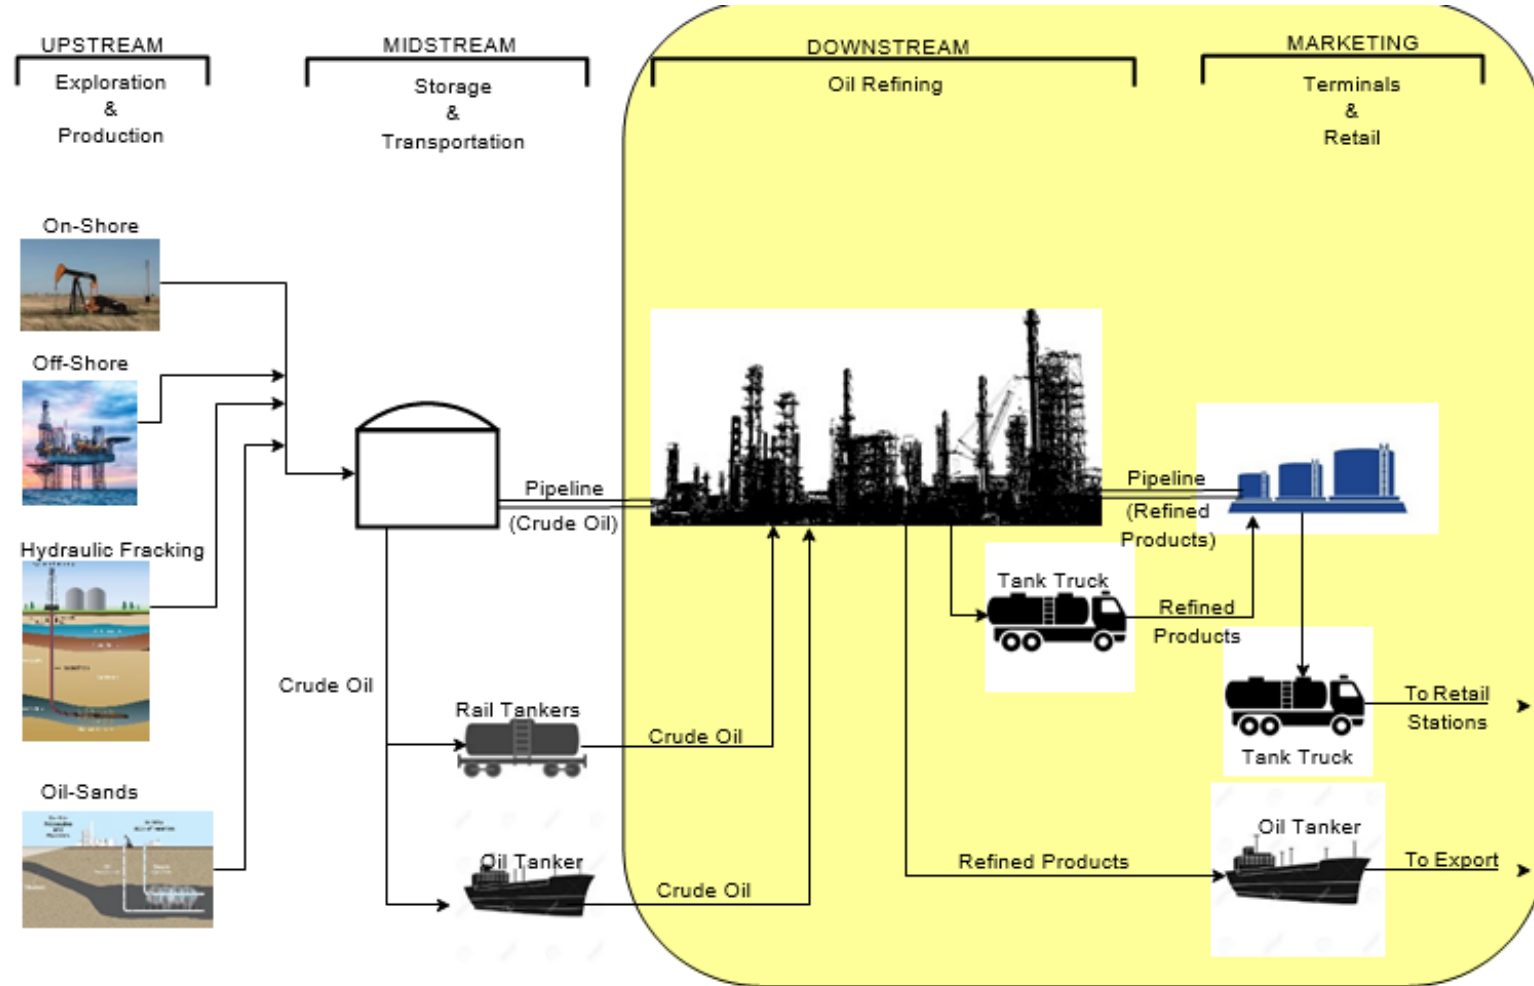 UPSTREAM
Exploration
&
Production
MIDSTREAM
Storage
&
Transportation
DOWNSTREAM
Oil Refining
MARKETING
Terminals
&
Retail
On-Shore
Off-Shore
Hydraulic Fracking
Oil-Sands
Pipeline
(Crude Oil)
Pipeline
(Refined
Products)
Tank Truck
Refined
Products
Crude Oil
Rail Tankers
Crude Oil
To Retail
Stations
Tank Truck
Oil Tanker
Crude Oil
Refined Products
Oil Tanker
To Export